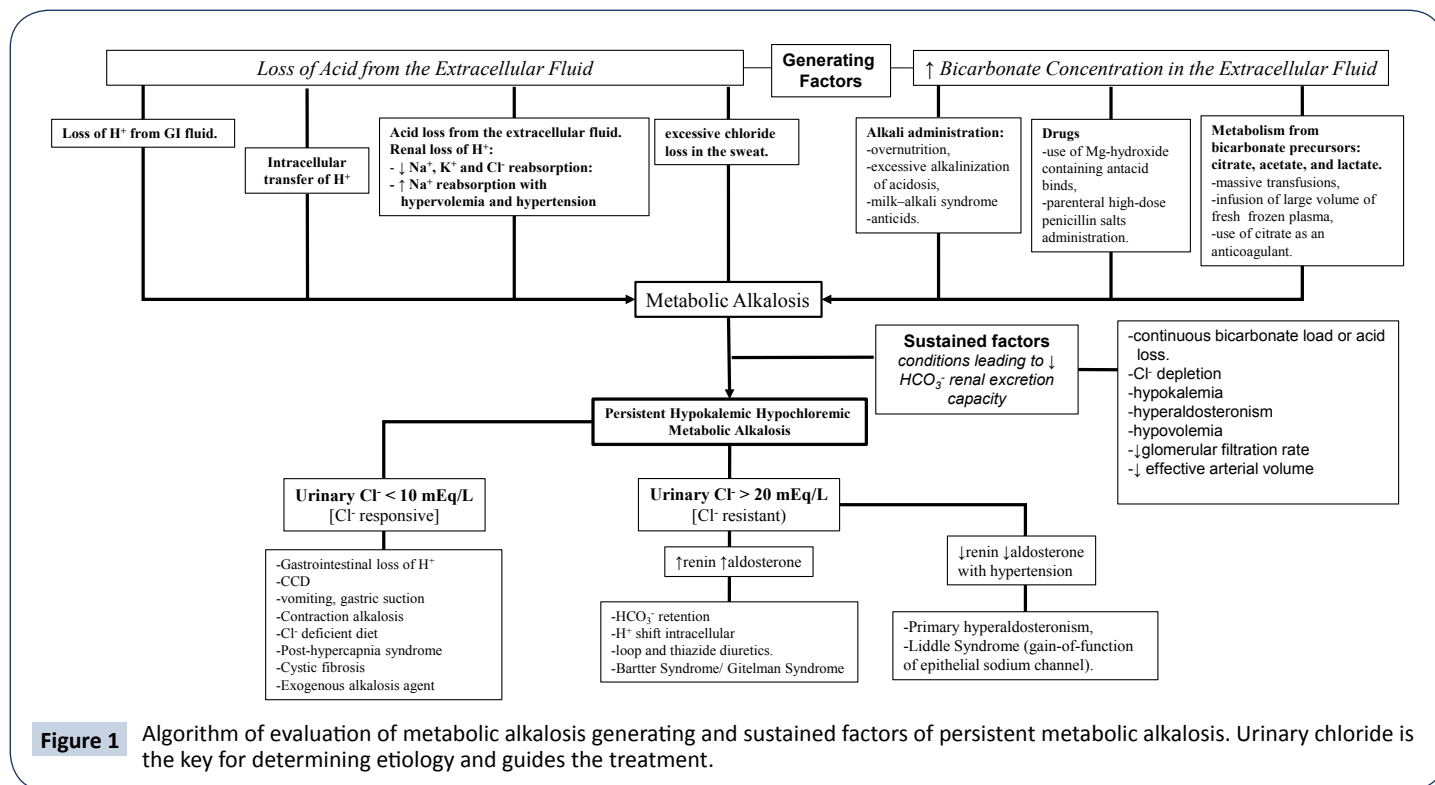 Loss of Acid from the Extracellular Fluid
Generating
Factors
↑ Bicarbonate Concentration in the Extracellular Fluid
Loss of H⁺ from GI fluid.
Intracellular
transfer of H⁺
Acid loss from the extracellular fluid.
Renal loss of H⁺:
- ↓ Na⁺, K⁺ and Cl⁻ reabsorption:
- ↑ Na⁺ reabsorption with
hypervolemia and hypertension
excessive chloride
loss in the sweat.
Alkali administration:
-overnutrition,
-excessive alkalinization
of acidosis,
-milk–alkali syndrome
-anticids.
Drugs
-use of Mg-hydroxide
containing antacid
binds,
-parenteral high-dose
penicillin salts
administration.
Metabolism from
bicarbonate precursors:
citrate, acetate, and lactate.
-massive transfusions,
-infusion of large volume of
fresh frozen plasma,
-use of citrate as an
anticoagulant.
Metabolic Alkalosis
Sustained factors
conditions leading to ↓
HCO₃⁻ renal excretion
capacity
-continuous bicarbonate load or acid
loss.
-Cl⁻ depletion
-hypokalemia
-hyperaldosteronism
-hypovolemia
-↓glomerular filtration rate
-↓ effective arterial volume
Persistent Hypokalemic Hypochloremic
Metabolic Alkalosis
Urinary Cl⁻ < 10 mEq/L
[Cl⁻ responsive]
Urinary Cl⁻ > 20 mEq/L
[Cl⁻ resistant)
-Gastrointestinal loss of H⁺
-CCD
-vomiting, gastric suction
-Contraction alkalosis
-Cl⁻ deficient diet
-Post-hypercapnia syndrome
-Cystic fibrosis
-Exogenous alkalosis agent
↑renin ↑aldosterone
-HCO₃⁻ retention
-H⁺ shift intracellular
-loop and thiazide diuretics.
-Bartter Syndrome/ Gitelman Syndrome
↓renin ↓aldosterone
with hypertension
-Primary hyperaldosteronism,
-Liddle Syndrome (gain-of-function
of epithelial sodium channel).
Figure 1 Algorithm of evaluation of metabolic alkalosis generating and sustained factors of persistent metabolic alkalosis. Urinary chloride is
the key for determining etiology and guides the treatment.